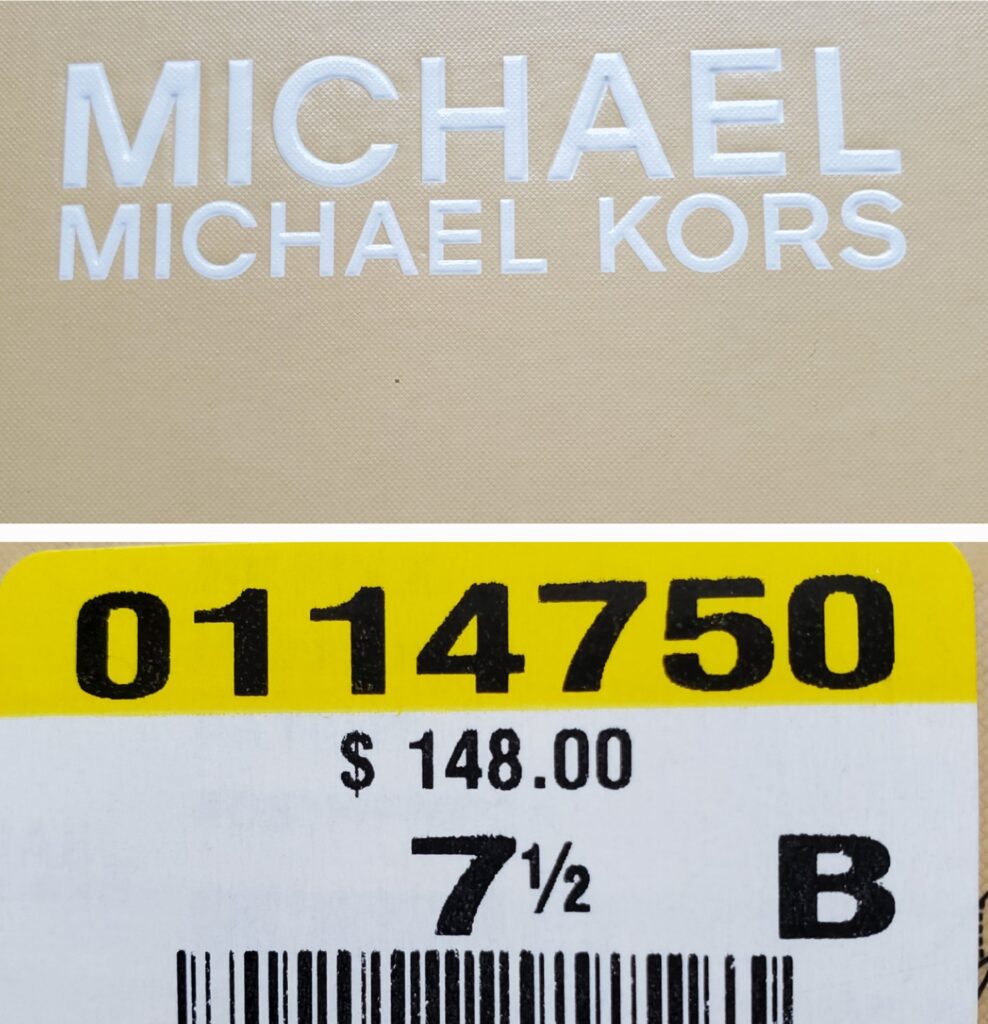 MICHAEL
MICHAEL KORS
0114750
$ 148.00
7½ B